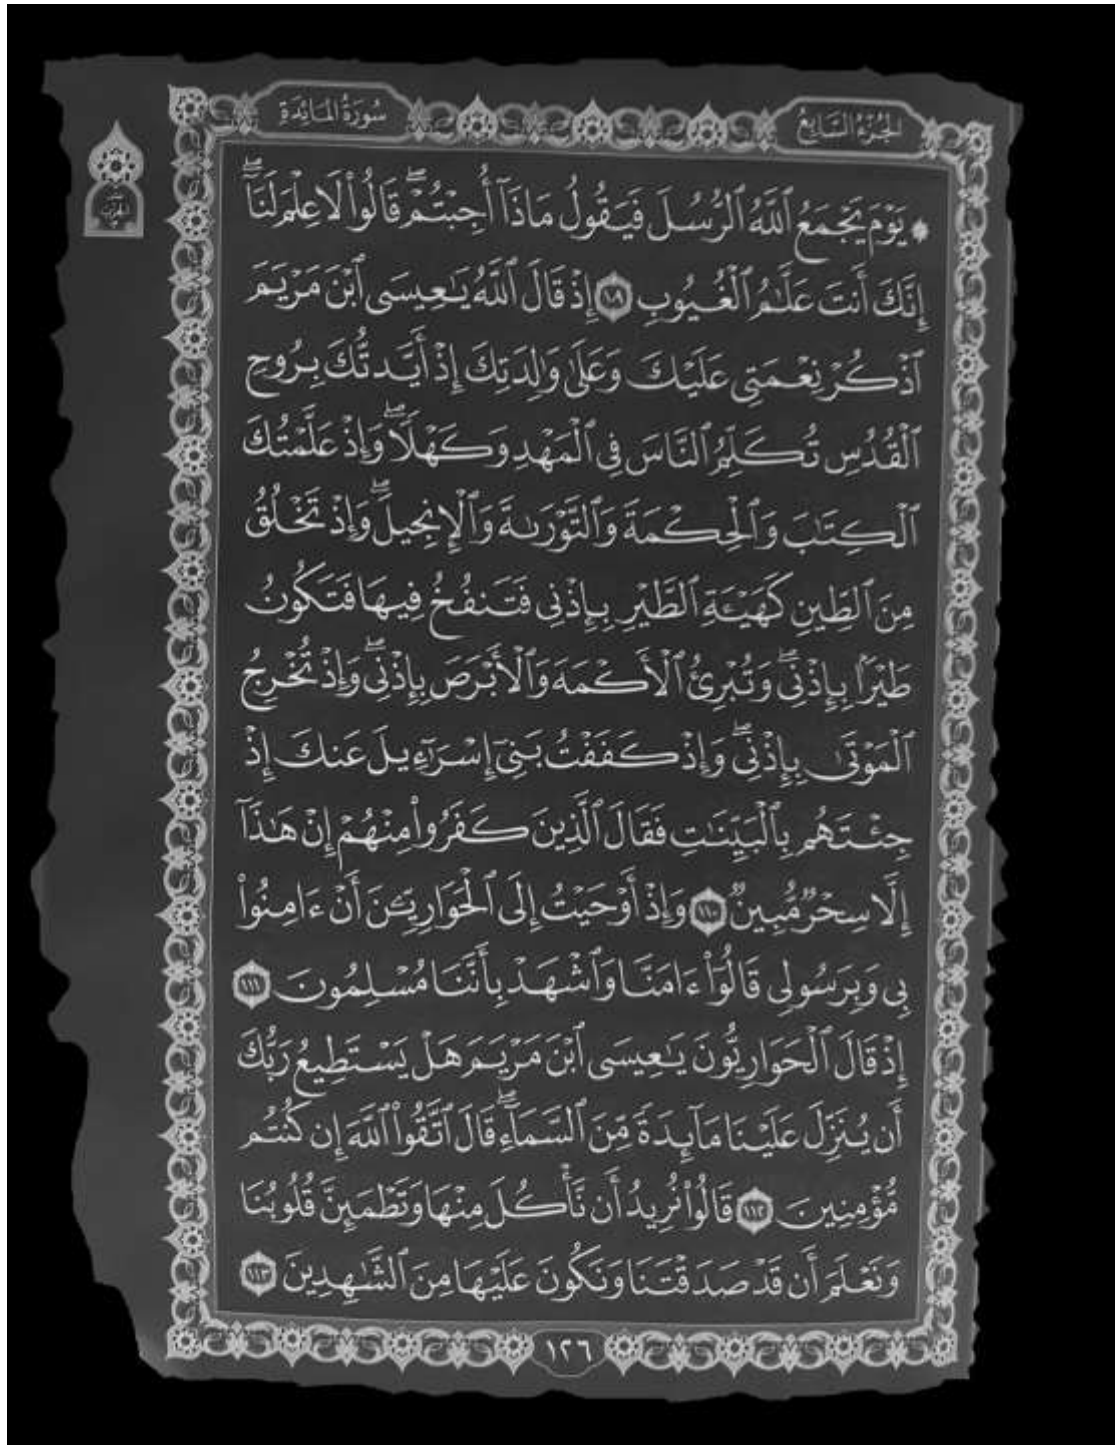 الجزء السابع
سورة المائدة
۞ يَوْمَ يَجْمَعُ ٱللَّهُ ٱلرُّسُلَ فَيَقُولُ مَاذَآ أُجِبْتُمْۖ قَالُوا۟ لَا عِلْمَ لَنَآۖ
إِنَّكَ أَنتَ عَلَّـٰمُ ٱلْغُيُوبِ ١٠٩ إِذْ قَالَ ٱللَّهُ يَـٰعِيسَى ٱبْنَ مَرْيَمَ
ٱذْكُرْ نِعْمَتِى عَلَيْكَ وَعَلَىٰ وَٰلِدَتِكَ إِذْ أَيَّدتُّكَ بِرُوحِ
ٱلْقُدُسِ تُكَلِّمُ ٱلنَّاسَ فِى ٱلْمَهْدِ وَكَهْلًاۖ وَإِذْ عَلَّمْتُكَ
ٱلْكِتَـٰبَ وَٱلْحِكْمَةَ وَٱلتَّوْرَىٰةَ وَٱلْإِنجِيلَۖ وَإِذْ تَخْلُقُ
مِنَ ٱلطِّينِ كَهَيْـَٔةِ ٱلطَّيْرِ بِإِذْنِى فَتَنفُخُ فِيهَا فَتَكُونُ
طَيْرًۢا بِإِذْنِىۖ وَتُبْرِئُ ٱلْأَكْمَهَ وَٱلْأَبْرَصَ بِإِذْنِىۖ وَإِذْ تُخْرِجُ
ٱلْمَوْتَىٰ بِإِذْنِىۖ وَإِذْ كَفَفْتُ بَنِىٓ إِسْرَٰٓءِيلَ عَنكَ إِذْ
جِئْتَهُم بِٱلْبَيِّنَـٰتِ فَقَالَ ٱلَّذِينَ كَفَرُوا۟ مِنْهُمْ إِنْ هَـٰذَآ
إِلَّا سِحْرٌ مُّبِينٌ ١١٠ وَإِذْ أَوْحَيْتُ إِلَى ٱلْحَوَارِيِّـۧنَ أَنْ ءَامِنُوا۟
بِى وَبِرَسُولِى قَالُوٓا۟ ءَامَنَّا وَٱشْهَدْ بِأَنَّنَا مُسْلِمُونَ ١١١
إِذْ قَالَ ٱلْحَوَارِيُّونَ يَـٰعِيسَى ٱبْنَ مَرْيَمَ هَلْ يَسْتَطِيعُ رَبُّكَ
أَن يُنَزِّلَ عَلَيْنَا مَآئِدَةً مِّنَ ٱلسَّمَآءِۖ قَالَ ٱتَّقُوا۟ ٱللَّهَ إِن كُنتُم
مُّؤْمِنِينَ ١١٢ قَالُوا۟ نُرِيدُ أَن نَّأْكُلَ مِنْهَا وَتَطْمَئِنَّ قُلُوبُنَا
وَنَعْلَمَ أَن قَدْ صَدَقْتَنَا وَنَكُونَ عَلَيْهَا مِنَ ٱلشَّـٰهِدِينَ ١١٣
١٢٦